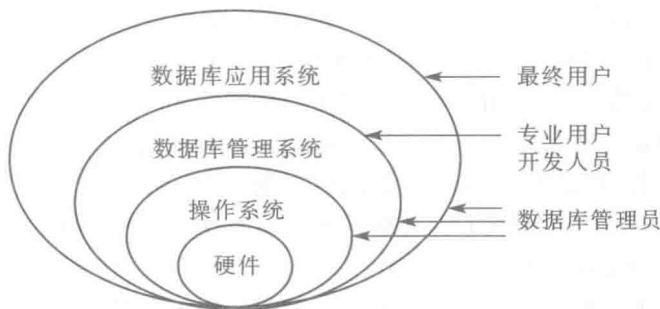 数据库应用系统
最终用户
数据库管理系统
专业用户
开发人员
操作系统
数据库管理员
硬件